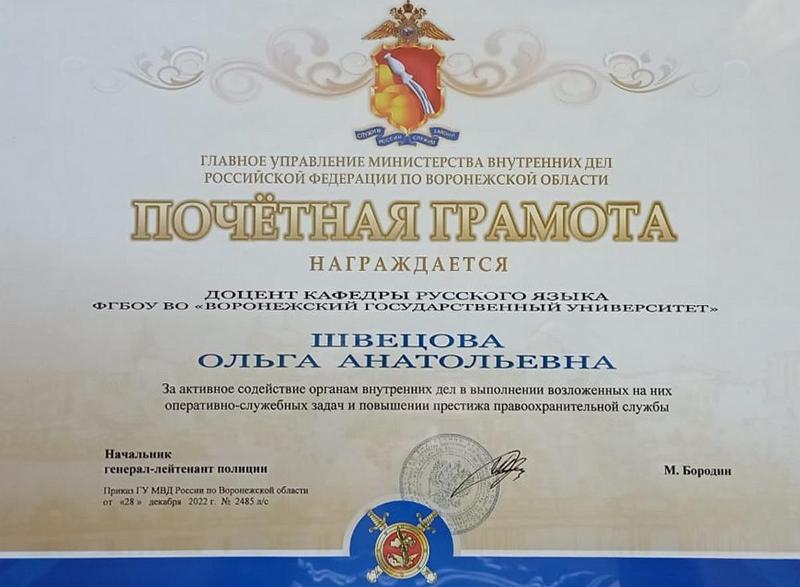 СЛУЖИМ РОССИИ СЛУЖИМ ЗАКОНУ
ГЛАВНОЕ УПРАВЛЕНИЕ МИНИСТЕРСТВА ВНУТРЕННИХ ДЕЛ
РОССИЙСКОЙ ФЕДЕРАЦИИ ПО ВОРОНЕЖСКОЙ ОБЛАСТИ
ПОЧЁТНАЯ ГРАМОТА
НАГРАЖДАЕТСЯ
ДОЦЕНТ КАФЕДРЫ РУССКОГО ЯЗЫКА
ФГБОУ ВО «ВОРОНЕЖСКИЙ ГОСУДАРСТВЕННЫЙ УНИВЕРСИТЕТ»
ШВЕЦОВА
ОЛЬГА АНАТОЛЬЕВНА
За активное содействие органам внутренних дел в выполнении возложенных на них
оперативно-служебных задач и повышении престижа правоохранительной службы
Начальник
генерал-лейтенант полиции
М. Бородин
Приказ ГУ МВД России по Воронежской области
от «28» декабря 2022 г. № 2485 л/с